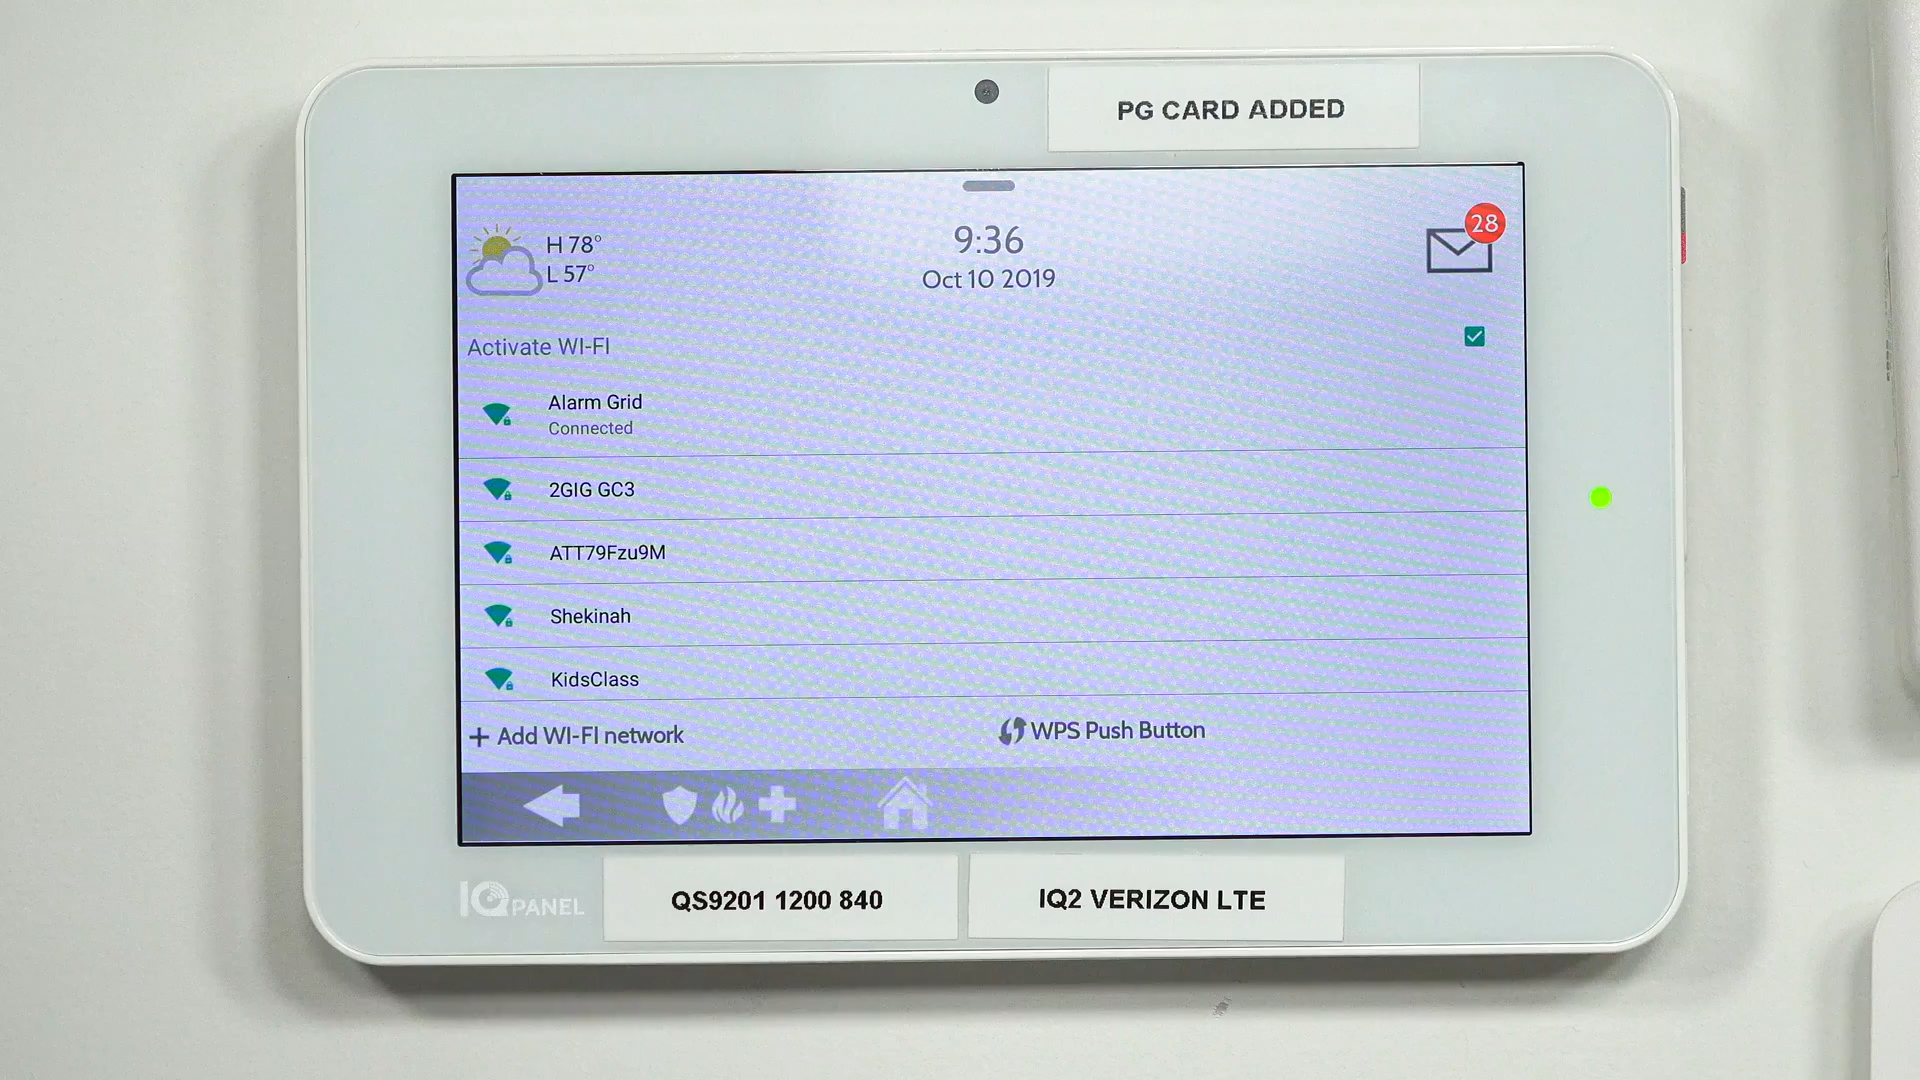 PG CARD ADDED
H 78°
L 57°
9:36
Oct 10 2019
28
Activate WI-FI
Alarm Grid
Connected
2GIG GC3
ATT79Fzu9M
Shekinah
KidsClass
+ Add WI-FI network
WPS Push Button
IQ PANEL
QS9201 1200 840
IQ2 VERIZON LTE